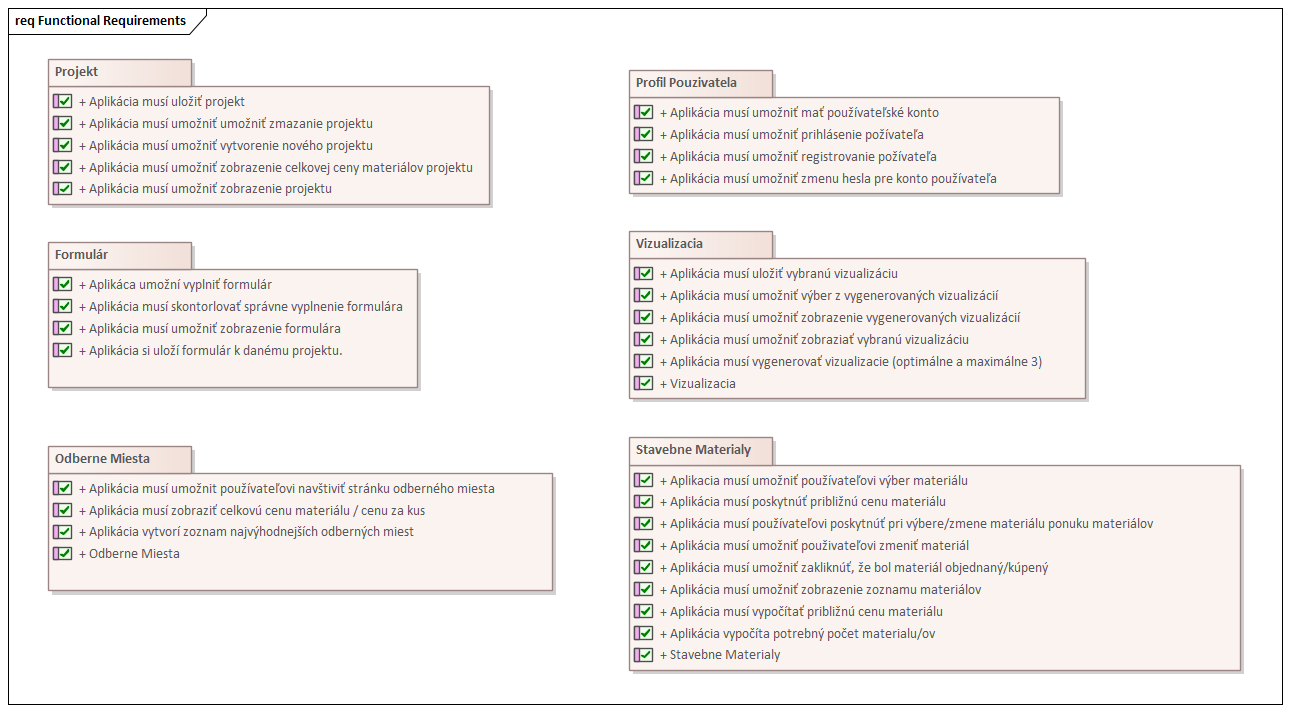 req Functional Requirements
Projekt
+ Aplikácia musí uložiť projekt
+ Aplikácia musí umožniť umožniť zmazanie projektu
+ Aplikácia musí umožniť vytvorenie nového projektu
+ Aplikácia musí umožniť zobrazenie celkovej ceny materiálov projektu
+ Aplikácia musí umožniť zobrazenie projektu
Profil Pouzivatela
+ Aplikácia musí umožniť mať používateľské konto
+ Aplikácia musí umožniť prihlásenie požívateľa
+ Aplikácia musí umožniť registrovanie požívateľa
+ Aplikácia musí umožniť zmenu hesla pre konto používateľa
Formulár
+ Aplikáca umožní vyplniť formulár
+ Aplikácia musí skontorlovať správne vyplnenie formulára
+ Aplikácia musí umožniť zobrazenie formulára
+ Aplikácia si uloží formulár k danému projektu.
Vizualizacia
+ Aplikácia musí uložiť vybranú vizualizáciu
+ Aplikácia musí umožniť výber z vygenerovaných vizualizácií
+ Aplikácia musí umožniť zobrazenie vygenerovaných vizualizácií
+ Aplikácia musí umožniť zobraziať vybranú vizualizáciu
+ Aplikácia musí vygenerovať vizualizacie (optimálne a maximálne 3)
+ Vizualizacia
Odberne Miesta
+ Aplikácia musí umožnit používateľovi navštiviť stránku odberného miesta
+ Aplikácia musí zobraziť celkovú cenu materiálu / cenu za kus
+ Aplikácia vytvorí zoznam najvýhodnejších odberných miest
+ Odberne Miesta
Stavebne Materialy
+ Aplikacia musí umožniť používateľovi výber materiálu
+ Aplikácia musí poskytnúť približnú cenu materiálu
+ Aplikácia musí používateľovi poskytnúť pri výbere/zmene materiálu ponuku materiálov
+ Aplikácia musí umožniť použivateľovi zmeniť materiál
+ Aplikácia musí umožniť zakliknúť, že bol materiál objednaný/kúpený
+ Aplikácia musí umožniť zobrazenie zoznamu materiálov
+ Aplikácia musí vypočítať približnú cenu materiálu
+ Aplikácia vypočíta potrebný počet materialu/ov
+ Stavebne Materialy